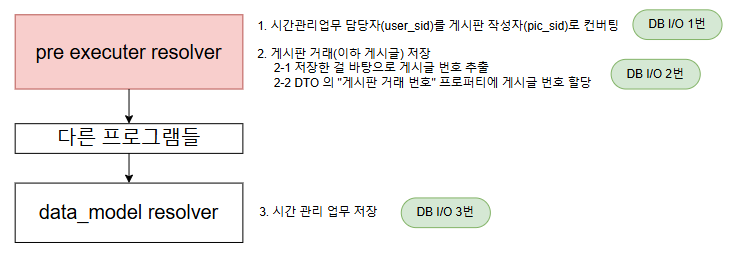 pre executer resolver
1. 시간관리업무 담당자(user_sid)를 게시판 작성자(pic_sid)로 컨버팅
DB I/O 1번
2. 게시판 거래(이하 게시글) 저장
2-1 저장한 걸 바탕으로 게시글 번호 추출
2-2 DTO 의 "게시판 거래 번호" 프로퍼티에 게시글 번호 할당
DB I/O 2번
다른 프로그램들
data_model resolver
3. 시간 관리 업무 저장
DB I/O 3번